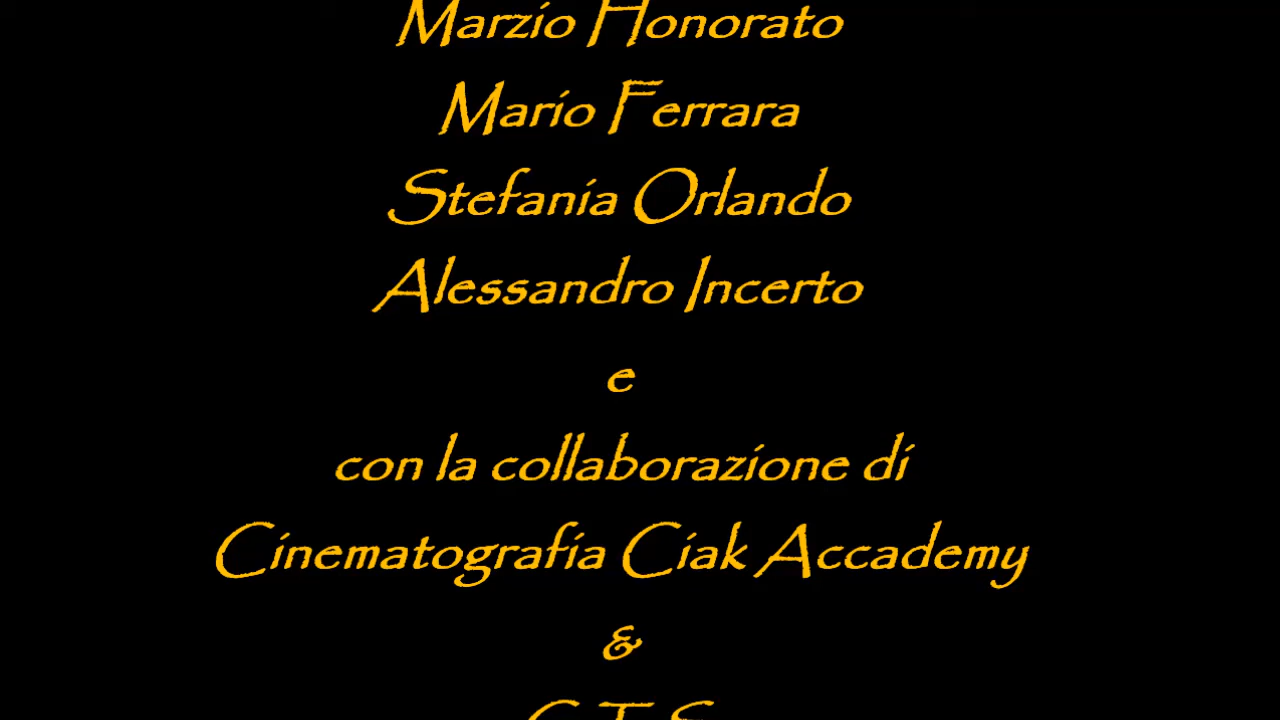 Marzio Honorato
Mario Ferrara
Stefania Orlando
Alessandro Incerto
e
con la collaborazione di
Cinematografia Ciak Accademy
&
C.T.S.